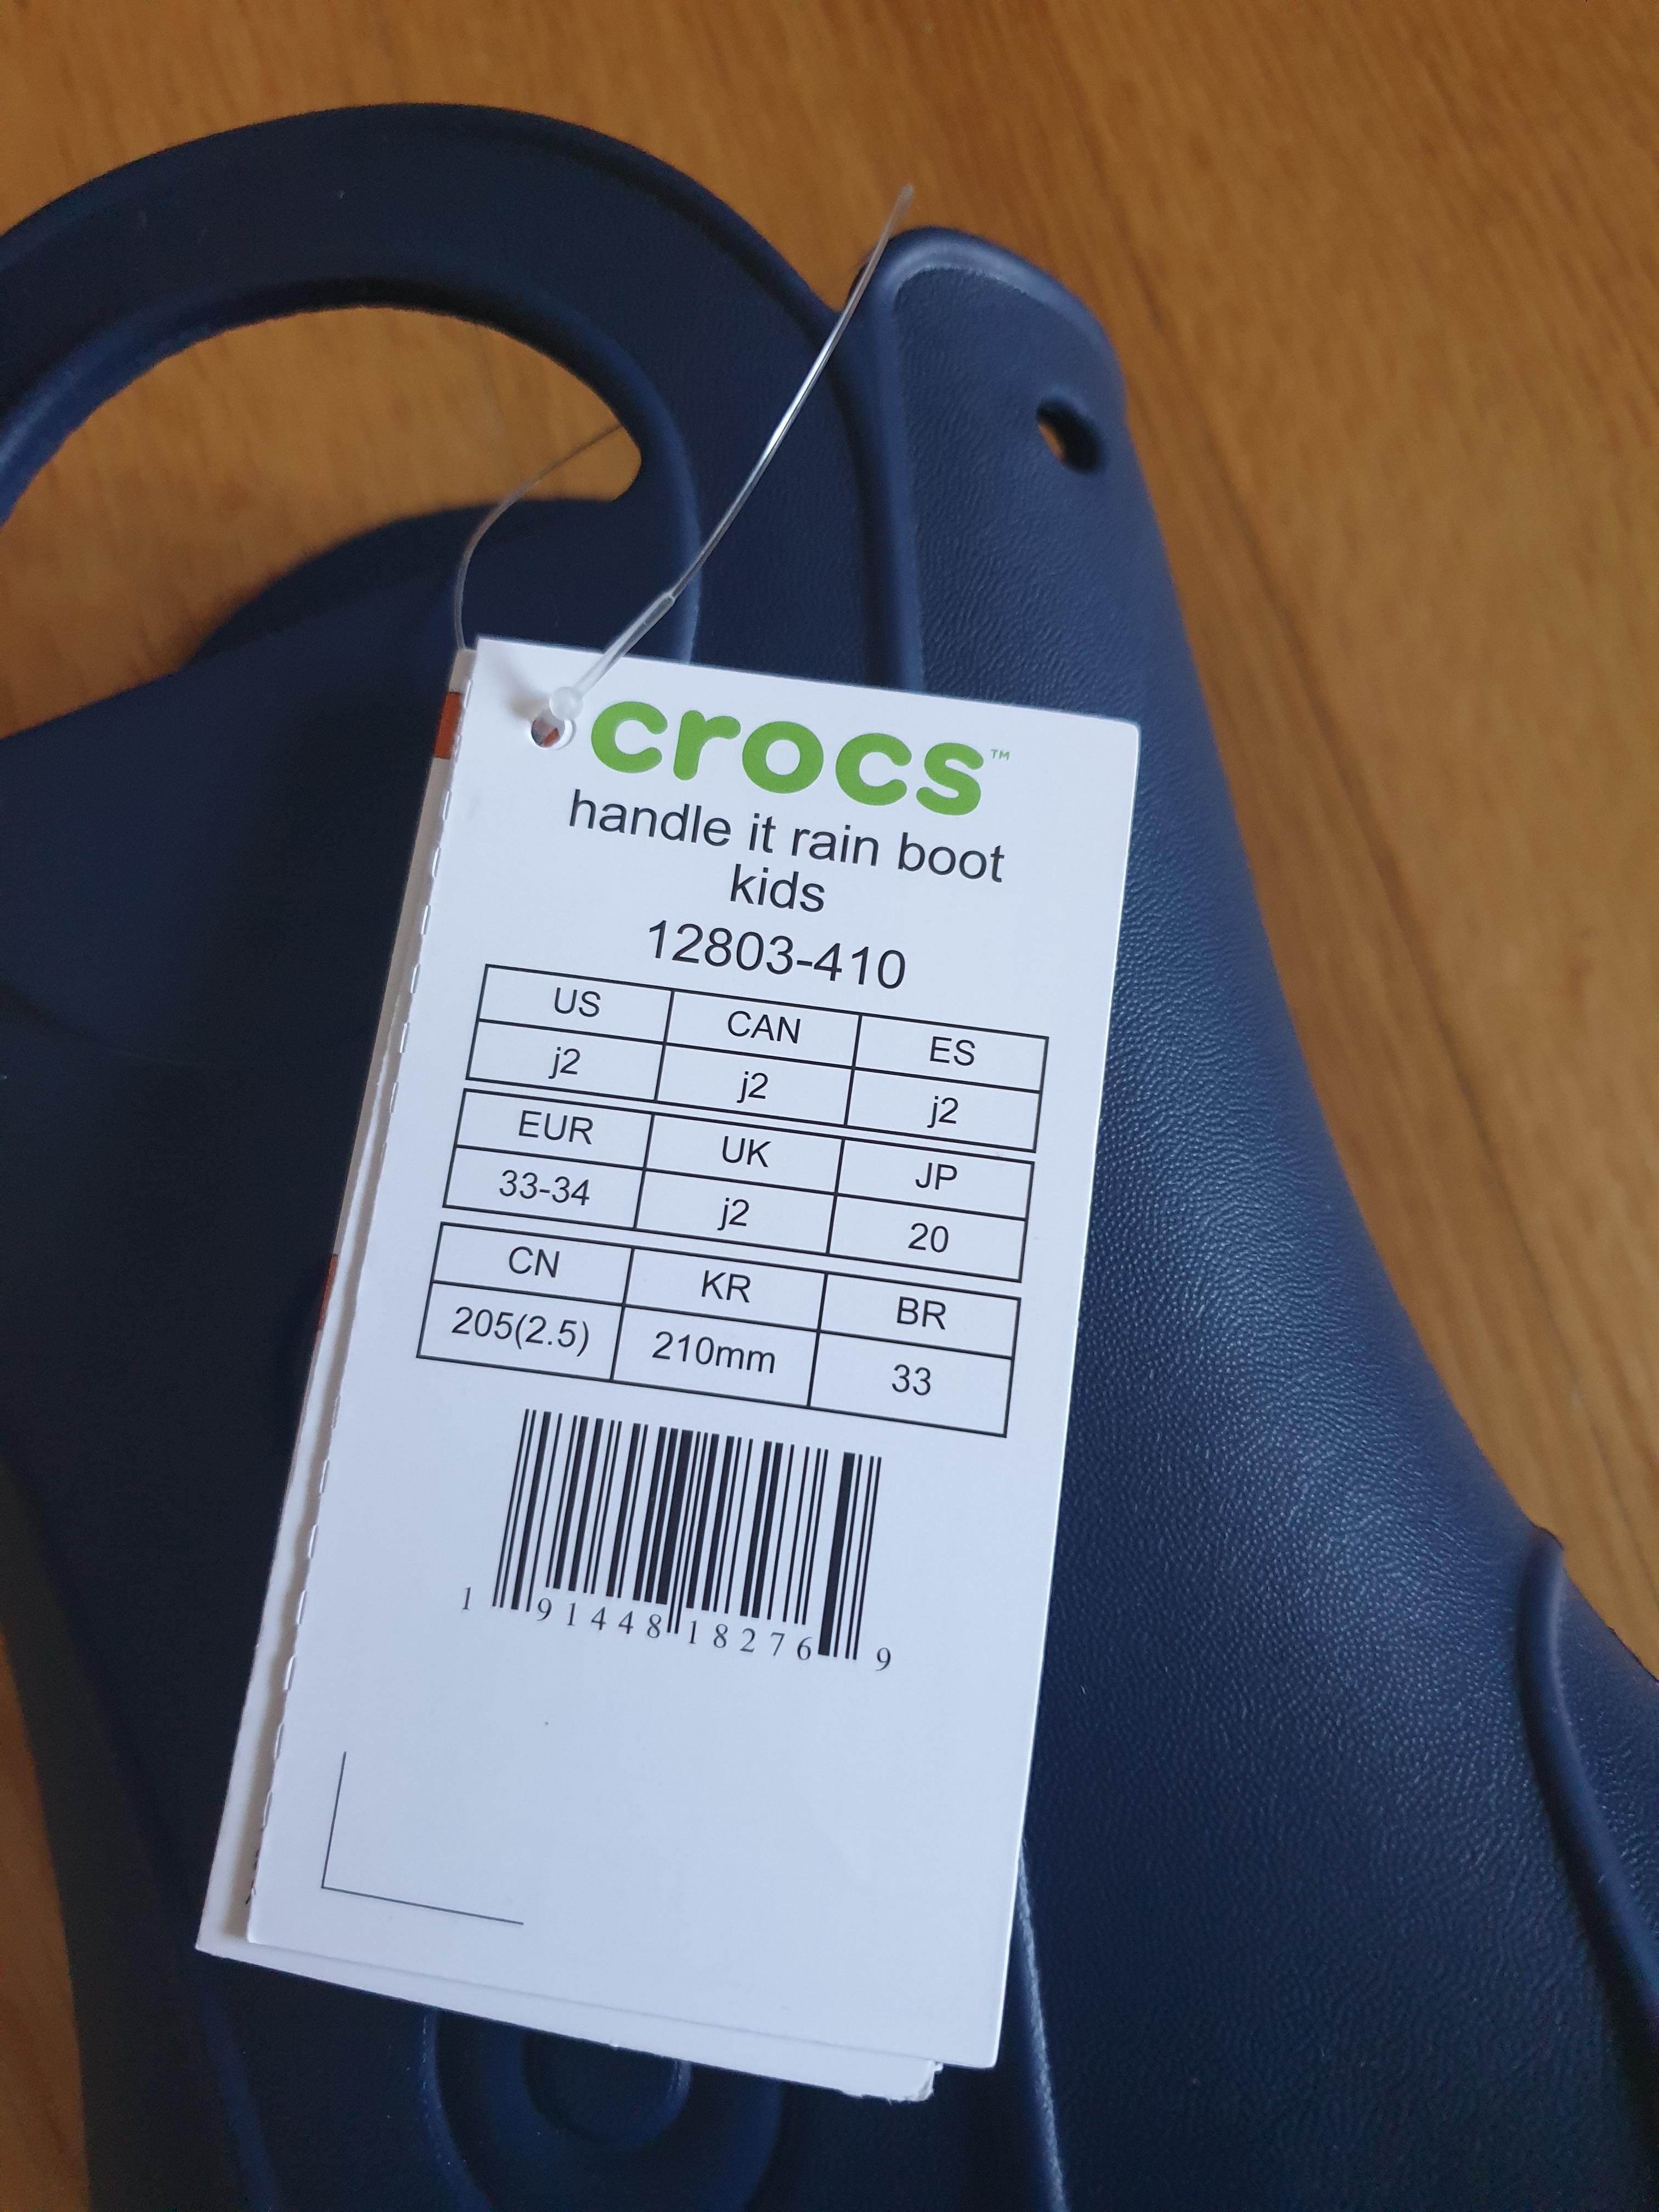 crocs™
handle it rain boot
kids
12803-410
US CAN ES
j2 j2 j2
EUR UK JP
33-34 j2 20
CN KR BR
205(2.5) 210mm 33
1 91448 18276 9